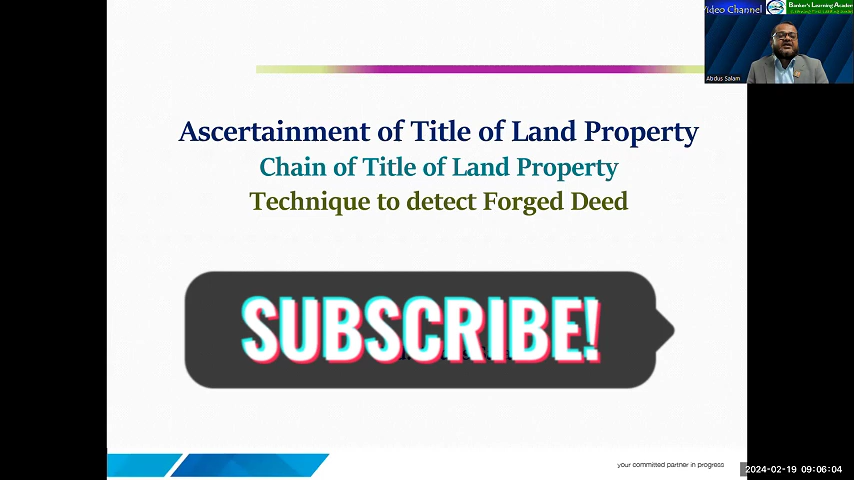 Video Channel
Banker's Learning Academ
Abdus Salam
Ascertainment of Title of Land Property
Chain of Title of Land Property
Technique to detect Forged Deed
SUBSCRIBE!
your committed partner in progress
2024-02-19 09:06:04